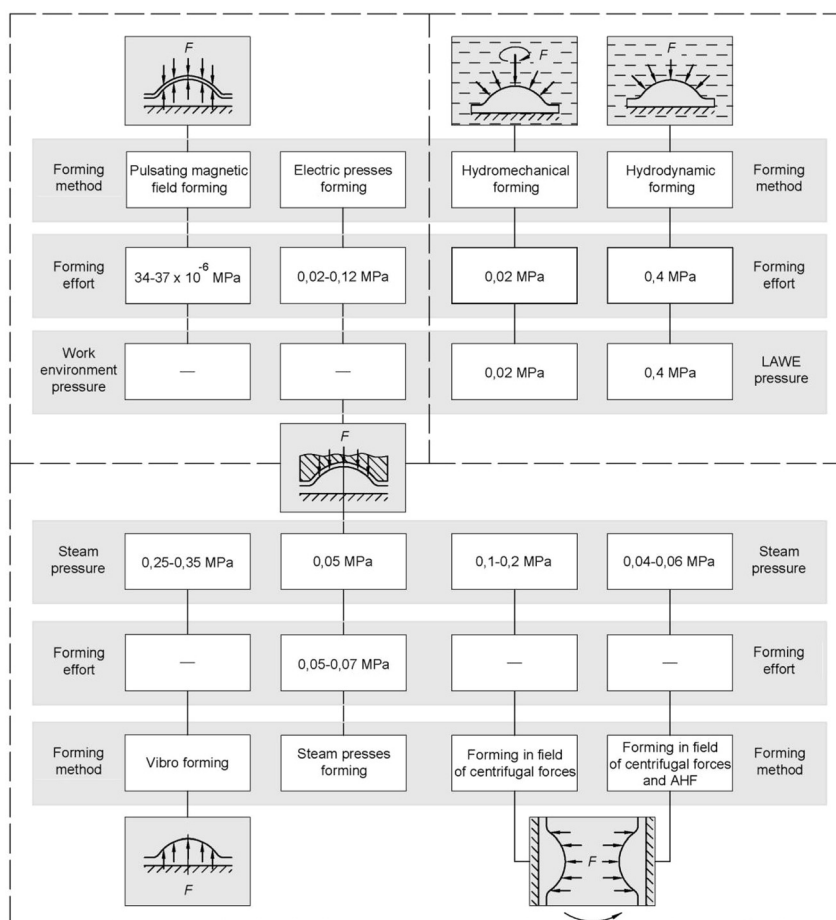 F
F
F
Forming
method
Pulsating magnetic
field forming
Electric presses
forming
Hydromechanical
forming
Hydrodynamic
forming
Forming
method
Forming
effort
34-37 x 10⁻⁶ MPa
0,02-0,12 MPa
0,02 MPa
0,4 MPa
Forming
effort
Work
environment
pressure
—
—
0,02 MPa
0,4 MPa
LAWE
pressure
F
Steam
pressure
0,25-0,35 MPa
0,05 MPa
0,1-0,2 MPa
0,04-0,06 MPa
Steam
pressure
Forming
effort
—
0,05-0,07 MPa
—
—
Forming
effort
Forming
method
Vibro forming
Steam presses
forming
Forming in field
of centrifugal forces
Forming in field
of centrifugal forces
and AHF
Forming
method
F
F